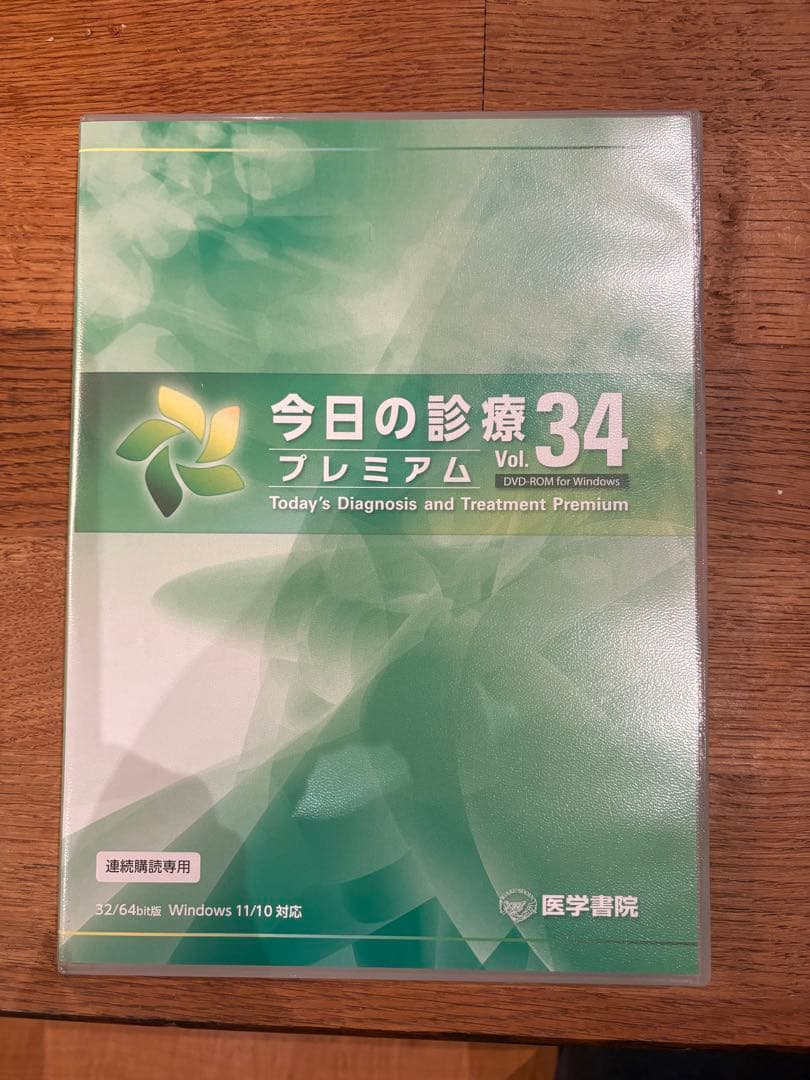 今日の診療
プレミアム
Vol. 34
DVD-ROM for Windows
Today's Diagnosis and Treatment Premium
連続購読専用
32/64bit版 Windows 11/10 対応
医学書院